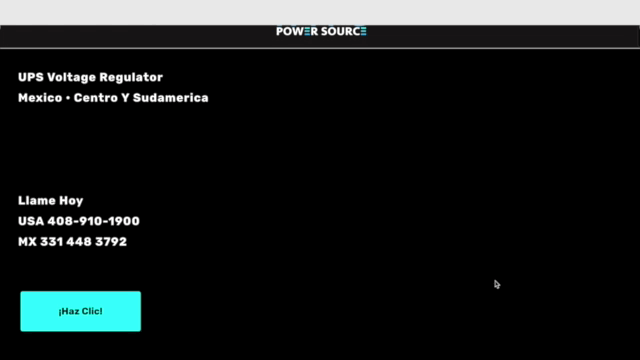 POWER SOURCE
UPS Voltage Regulator
Mexico • Centro Y Sudamerica
Llame Hoy
USA 408-910-1900
MX 331 448 3792
¡Haz Clic!